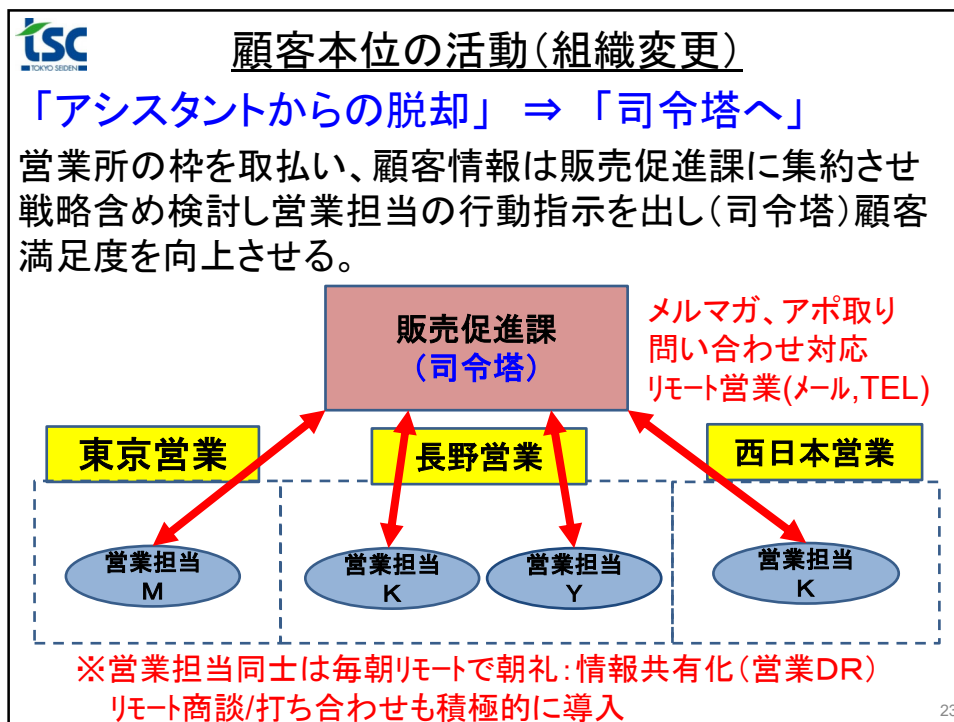 tsc
TOKYO SEIDEN
顧客本位の活動(組織変更)
「アシスタントからの脱却」 ⇒ 「司令塔へ」
営業所の枠を取払い、顧客情報は販売促進課に集約させ
戦略含め検討し営業担当の行動指示を出し(司令塔)顧客
満足度を向上させる。
販売促進課
(司令塔)
メルマガ、アポ取り
問い合わせ対応
リモート営業(メール,TEL)
東京営業
長野営業
西日本営業
営業担当
M
営業担当
K
営業担当
Y
営業担当
K
※営業担当同士は毎朝リモートで朝礼:情報共有化(営業DR)
リモート商談/打ち合わせも積極的に導入
23